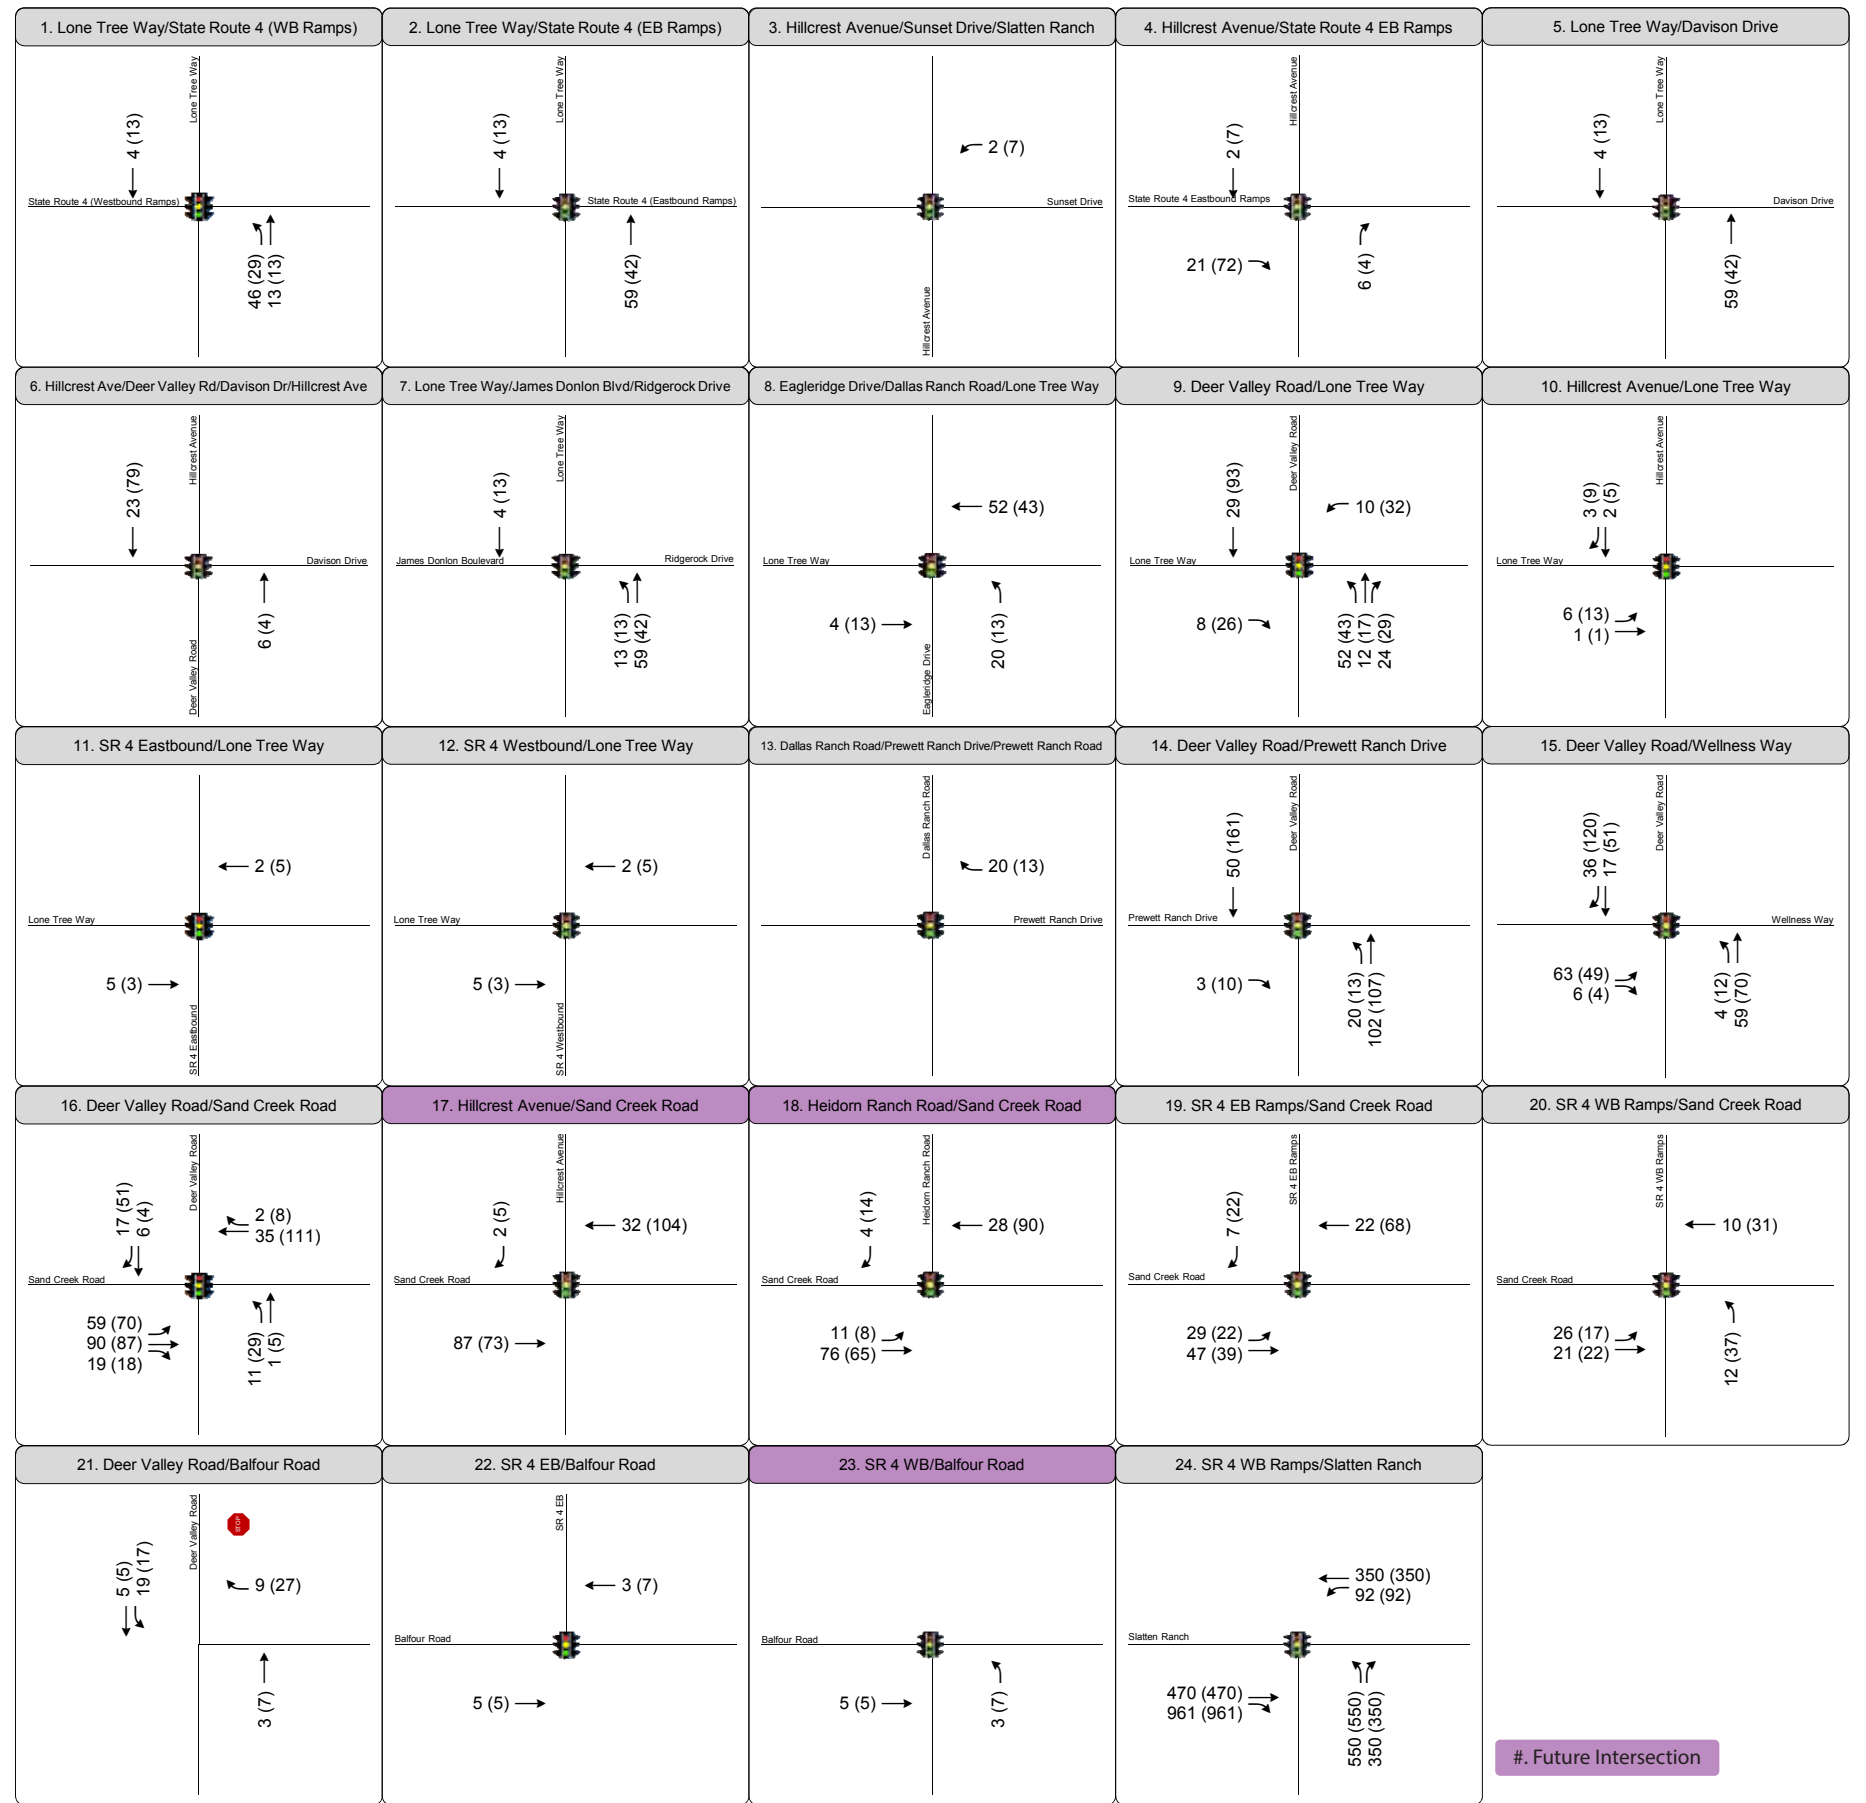 1. Lone Tree Way/State Route 4 (WB Ramps)
Lone Tree Way
4 (13)
State Route 4 (Westbound Ramps)
46 (29)
13 (13)
2. Lone Tree Way/State Route 4 (EB Ramps)
Lone Tree Way
4 (13)
State Route 4 (Eastbound Ramps)
59 (42)
3. Hillcrest Avenue/Sunset Drive/Slatten Ranch
2 (7)
Sunset Drive
Hillcrest Avenue
4. Hillcrest Avenue/State Route 4 EB Ramps
Hillcrest Avenue
2 (7)
State Route 4 Eastbound Ramps
21 (72)
6 (4)
5. Lone Tree Way/Davison Drive
Lone Tree Way
4 (13)
Davison Drive
59 (42)
6. Hillcrest Ave/Deer Valley Rd/Davison Dr/Hillcrest Ave
Hillcrest Avenue
23 (79)
Davison Drive
6 (4)
Deer Valley Road
7. Lone Tree Way/James Donlon Blvd/Ridgerock Drive
Lone Tree Way
4 (13)
James Donlon Boulevard
Ridgerock Drive
13 (13)
59 (42)
8. Eagleridge Drive/Dallas Ranch Road/Lone Tree Way
52 (43)
Lone Tree Way
4 (13)
20 (13)
Eagleridge Drive
9. Deer Valley Road/Lone Tree Way
Deer Valley Road
29 (93)
10 (32)
Lone Tree Way
8 (26)
52 (43)
12 (17)
24 (29)
10. Hillcrest Avenue/Lone Tree Way
Hillcrest Avenue
3 (9)
2 (5)
Lone Tree Way
6 (13)
1 (1)
11. SR 4 Eastbound/Lone Tree Way
2 (5)
Lone Tree Way
5 (3)
SR 4 Eastbound
12. SR 4 Westbound/Lone Tree Way
2 (5)
Lone Tree Way
5 (3)
SR 4 Westbound
13. Dallas Ranch Road/Prewett Ranch Drive/Prewett Ranch Road
Dallas Ranch Road
20 (13)
Prewett Ranch Drive
14. Deer Valley Road/Prewett Ranch Drive
Deer Valley Road
50 (161)
Prewett Ranch Drive
3 (10)
20 (13)
102 (107)
15. Deer Valley Road/Wellness Way
Deer Valley Road
36 (120)
17 (51)
Wellness Way
63 (49)
6 (4)
4 (12)
59 (70)
16. Deer Valley Road/Sand Creek Road
Deer Valley Road
17 (51)
6 (4)
2 (8)
35 (111)
Sand Creek Road
59 (70)
90 (87)
19 (18)
11 (29)
1 (5)
17. Hillcrest Avenue/Sand Creek Road
Hillcrest Avenue
2 (5)
32 (104)
Sand Creek Road
87 (73)
18. Heidorn Ranch Road/Sand Creek Road
Heidorn Ranch Road
4 (14)
28 (90)
Sand Creek Road
11 (8)
76 (65)
19. SR 4 EB Ramps/Sand Creek Road
SR 4 EB Ramps
7 (22)
22 (68)
Sand Creek Road
29 (22)
47 (39)
20. SR 4 WB Ramps/Sand Creek Road
SR 4 WB Ramps
10 (31)
Sand Creek Road
26 (17)
21 (22)
12 (37)
21. Deer Valley Road/Balfour Road
Deer Valley Road
STOP
5 (5)
19 (17)
9 (27)
3 (7)
22. SR 4 EB/Balfour Road
SR 4 EB
3 (7)
Balfour Road
5 (5)
23. SR 4 WB/Balfour Road
Balfour Road
5 (5)
3 (7)
24. SR 4 WB Ramps/Slatten Ranch
350 (350)
92 (92)
Slatten Ranch
470 (470)
961 (961)
550 (550)
350 (350)
#. Future Intersection